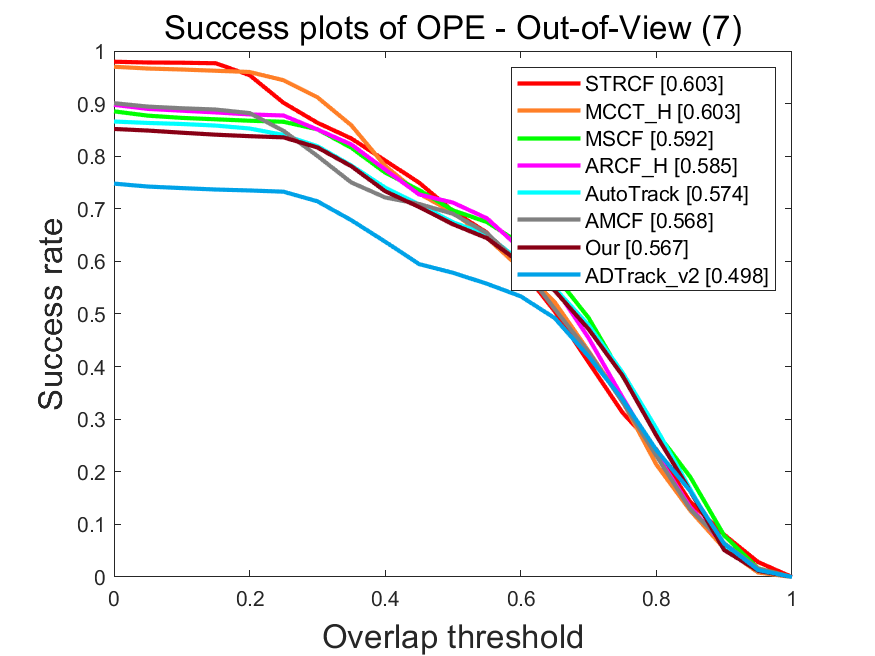 Success plots of OPE - Out-of-View (7)
1
0.9
0.8
0.7
0.6
0.5
0.4
0.3
0.2
0.1
0
Success rate
STRCF [0.603]
MCCT_H [0.603]
MSCF [0.592]
ARCF_H [0.585]
AutoTrack [0.574]
AMCF [0.568]
Our [0.567]
ADTrack_v2 [0.498]
0 0.2 0.4 0.6 0.8 1
Overlap threshold